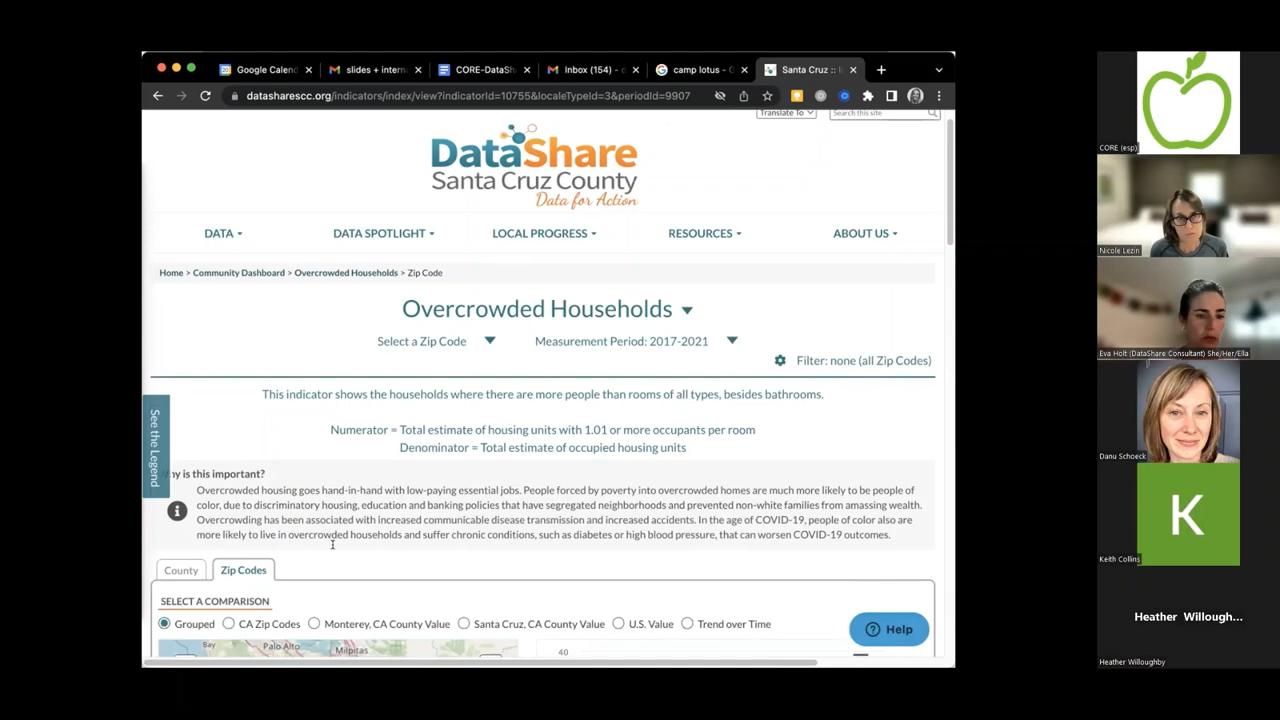 Google Calend
slides + intern
CORE-DataSh
Inbox (154) - d
camp lotus - G
Santa Cruz :: I
datasharescc.org/indicators/index/view?indicatorId=10755&localeTypeId=3&periodId=9907
Translate To
Search this site
DataShare
Santa Cruz County
Data for Action
DATA
DATA SPOTLIGHT
LOCAL PROGRESS
RESOURCES
ABOUT US
Home > Community Dashboard > Overcrowded Households > Zip Code
Overcrowded Households
Select a Zip Code
Measurement Period: 2017-2021
Filter: none (all Zip Codes)
This indicator shows the households where there are more people than rooms of all types, besides bathrooms.
Numerator = Total estimate of housing units with 1.01 or more occupants per room
Denominator = Total estimate of occupied housing units
See the Legend
hy is this important?
Overcrowded housing goes hand-in-hand with low-paying essential jobs. People forced by poverty into overcrowded homes are much more likely to be people of
color, due to discriminatory housing, education and banking policies that have segregated neighborhoods and prevented non-white families from amassing wealth.
Overcrowding has been associated with increased communicable disease transmission and increased accidents. In the age of COVID-19, people of color also are
more likely to live in overcrowded households and suffer chronic conditions, such as diabetes or high blood pressure, that can worsen COVID-19 outcomes.
County
Zip Codes
SELECT A COMPARISON
Grouped
CA Zip Codes
Monterey, CA County Value
Santa Cruz, CA County Value
U.S. Value
Trend over Time
Help
Bay
Palo Alto
Milpitas
40
CORE (esp)
Nicole Lezin
Eva Holt (DataShare Consultant) She/Her/Ella
Danu Schoeck
K
Keith Collins
Heather Willough...
Heather Willoughby